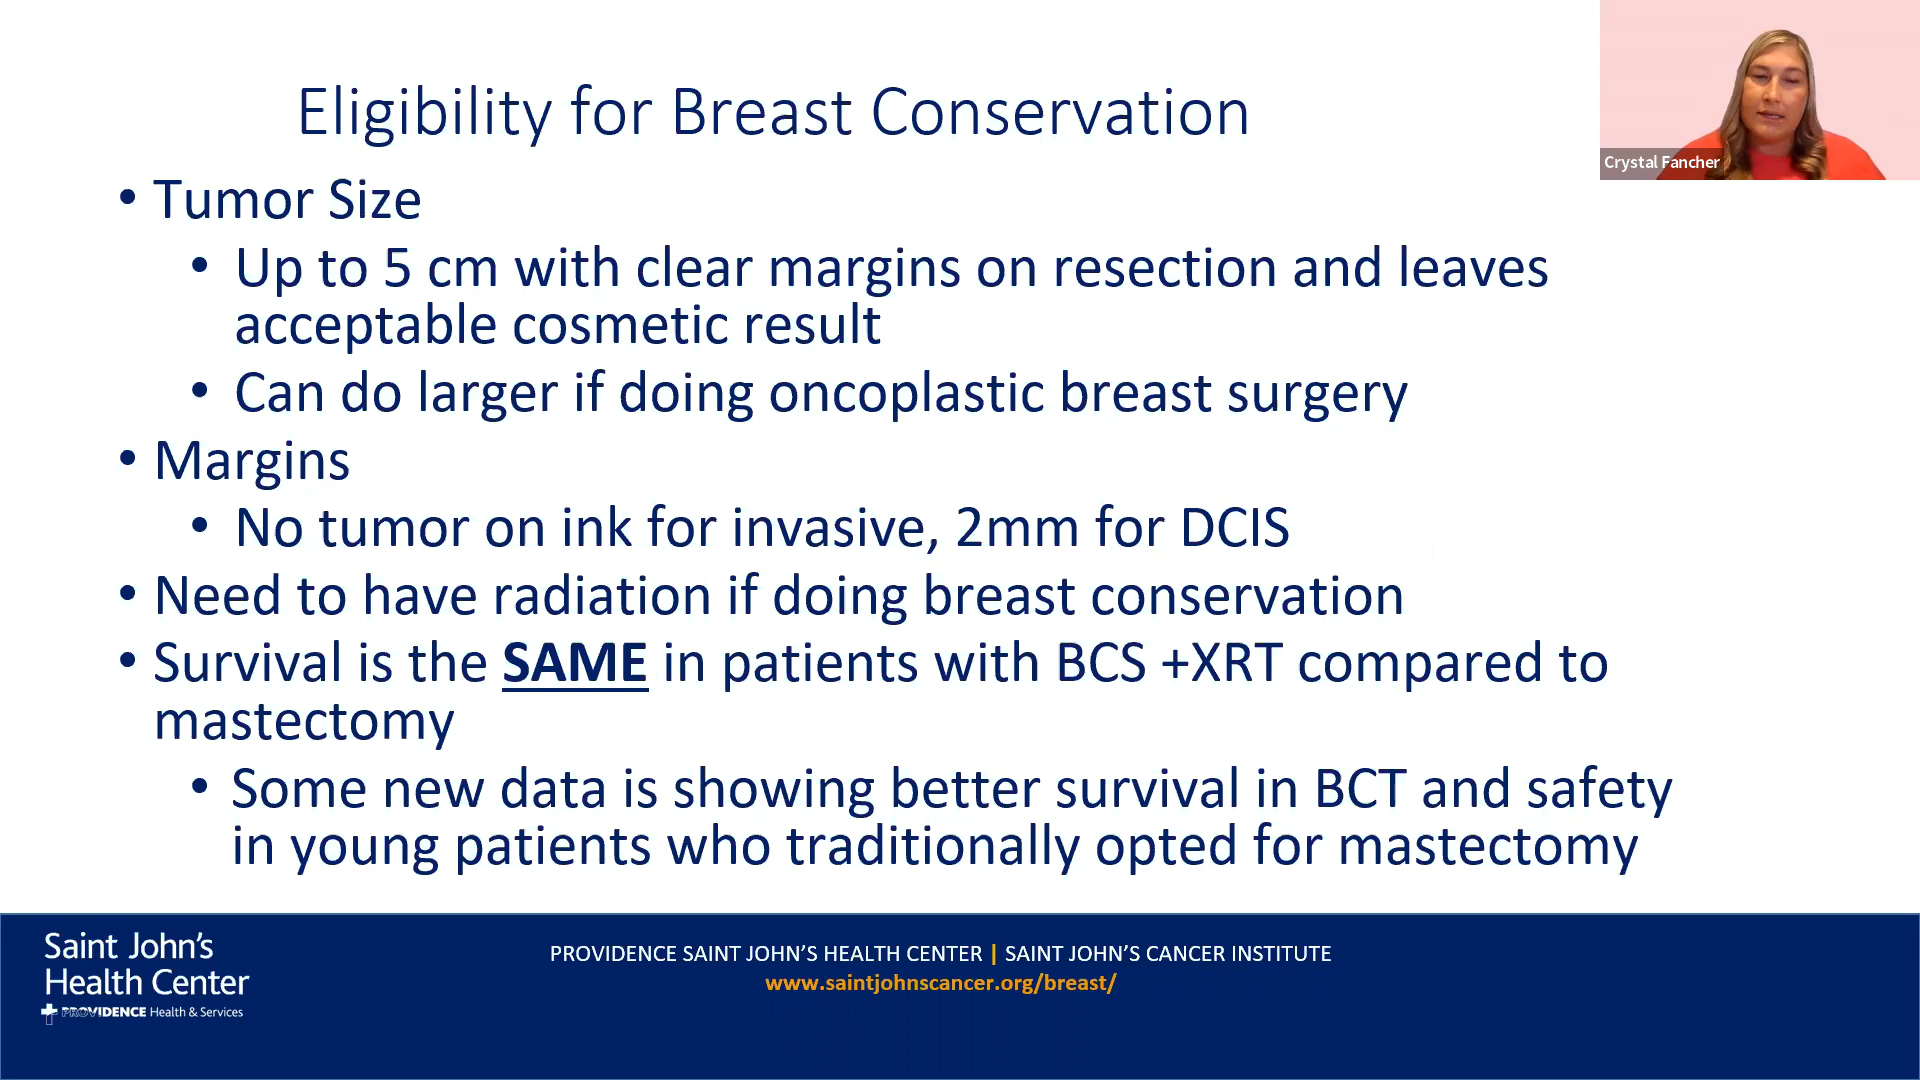 Eligibility for Breast Conservation
Crystal Fancher
• Tumor Size
• Up to 5 cm with clear margins on resection and leaves
acceptable cosmetic result
• Can do larger if doing oncoplastic breast surgery
• Margins
• No tumor on ink for invasive, 2mm for DCIS
• Need to have radiation if doing breast conservation
• Survival is the SAME in patients with BCS +XRT compared to
mastectomy
• Some new data is showing better survival in BCT and safety
in young patients who traditionally opted for mastectomy
Saint John’s
Health Center
PROVIDENCE Health & Services
PROVIDENCE SAINT JOHN’S HEALTH CENTER | SAINT JOHN’S CANCER INSTITUTE
www.saintjohnscancer.org/breast/